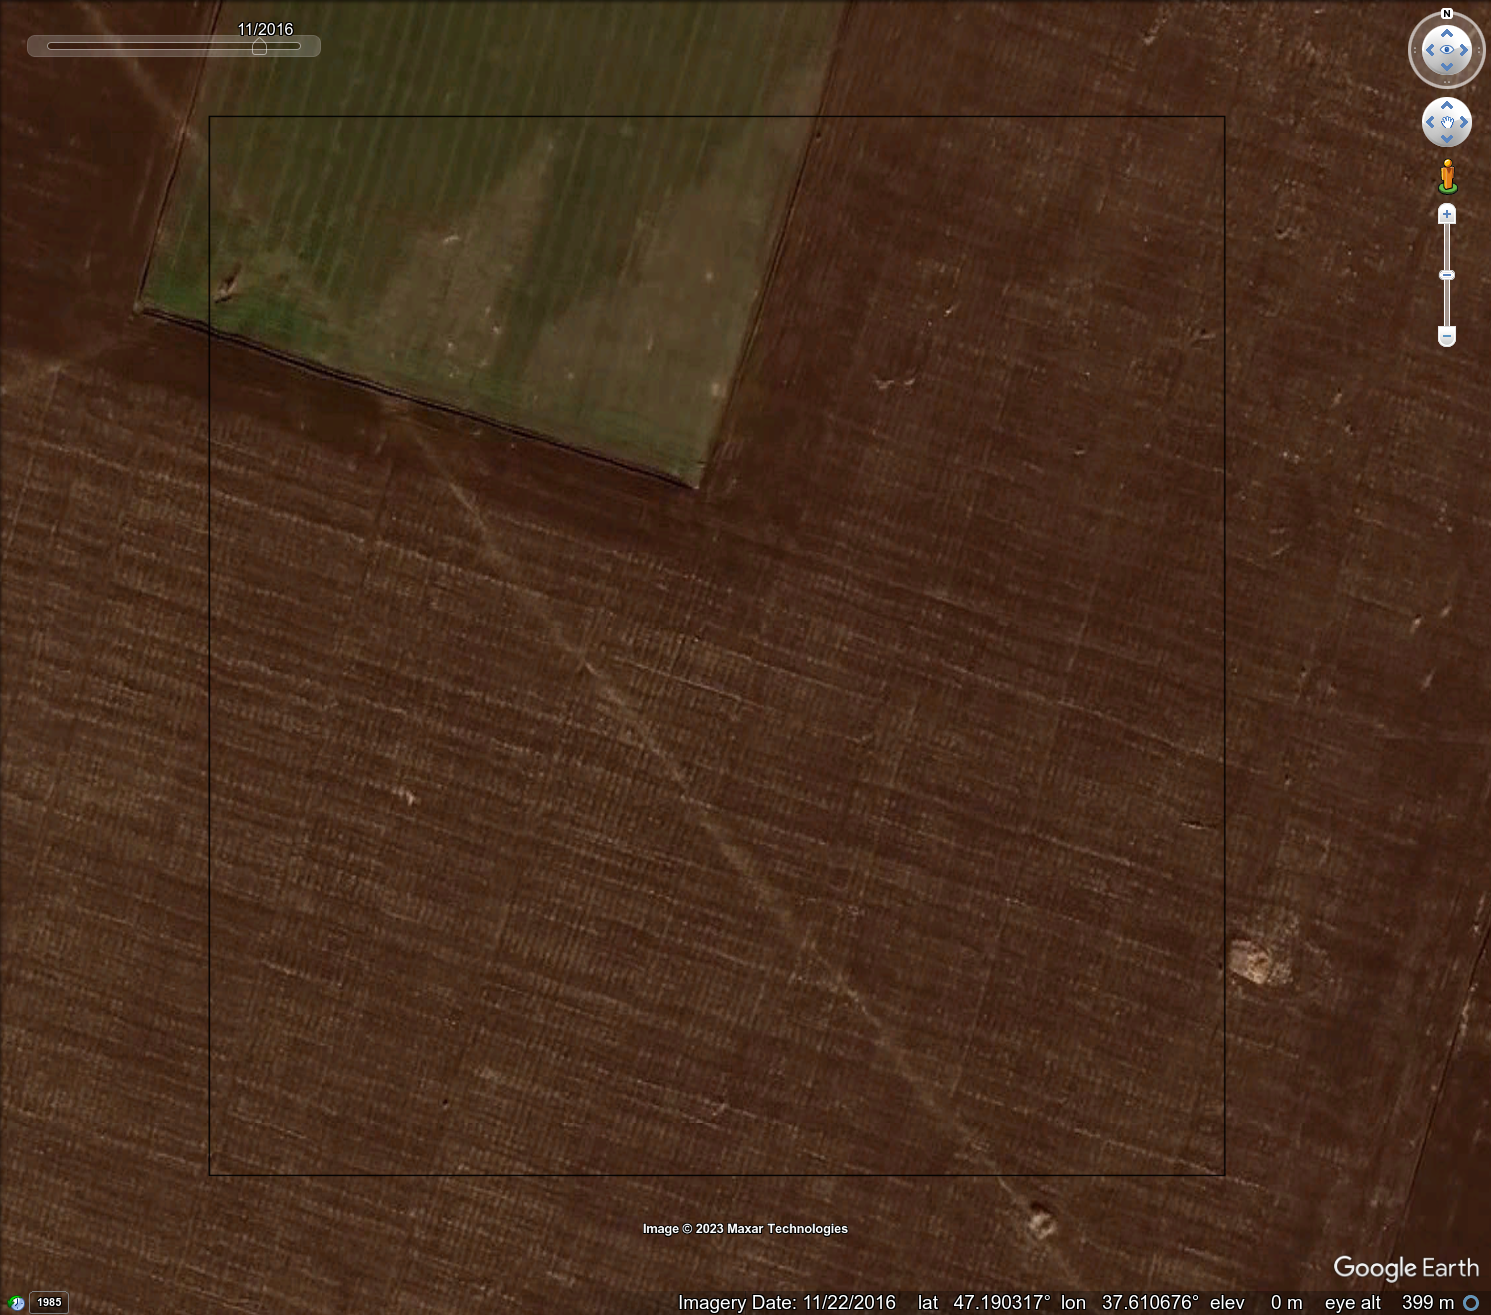 11/2016
N
Image © 2023 Maxar Technologies
Google Earth
1985
Imagery Date: 11/22/2016 lat 47.190317° lon 37.610676° elev 0 m eye alt 399 m